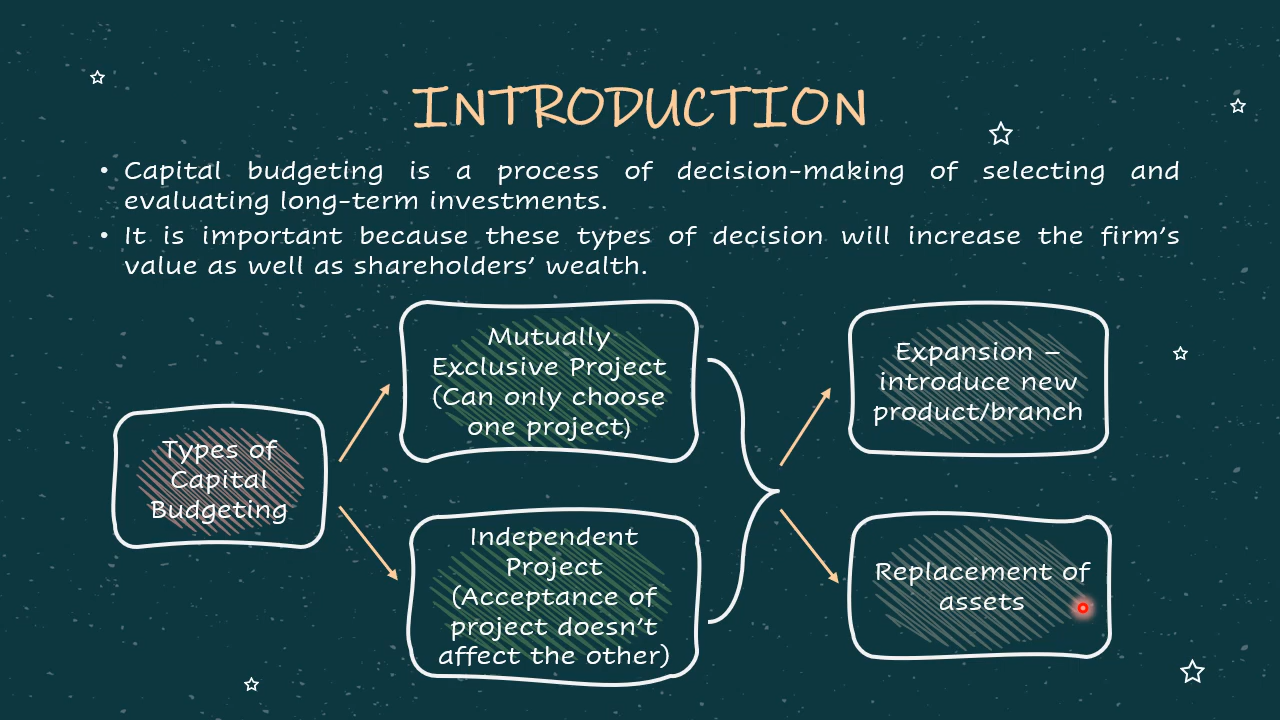 INTRODUCTION
• Capital budgeting is a process of decision-making of selecting and
evaluating long-term investments.
• It is important because these types of decision will increase the firm's
value as well as shareholders' wealth.
Types of
Capital
Budgeting
Mutually
Exclusive Project
(Can only choose
one project)
Independent
Project
(Acceptance of
project doesn't
affect the other)
Expansion –
introduce new
product/branch
Replacement of
assets